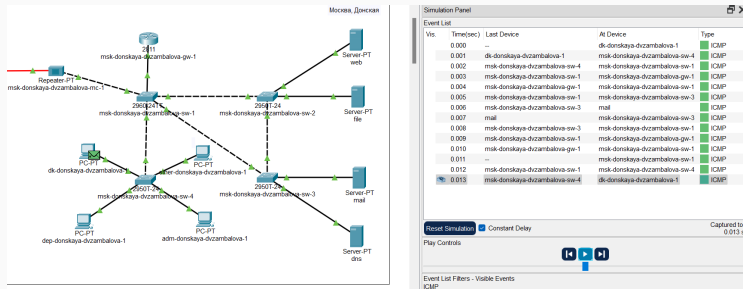 Москва, Донская
2811
msk-donskaya-dvzambalova-gw-1
Server-PT
web
Repeater-PT
msk-donskaya-dvzambalova-mc-1
msk-donskaya-dvzambalova-sw-1
2950T-24
msk-donskaya-dvzambalova-sw-2
Server-PT
file
PC-PT
dk-donskaya-dvzambalova-1
PC-PT
2950T-24
msk-donskaya-dvzambalova-sw-4
2950T-24
msk-donskaya-dvzambalova-sw-3
Server-PT
mail
PC-PT
dep-donskaya-dvzambalova-1
PC-PT
adm-donskaya-dvzambalova-1
Server-PT
dns
Simulation Panel
Event List
Vis. Time(sec) Last Device At Device Type
0.000 -- dk-donskaya-dvzambalova-1 ICMP
0.001 dk-donskaya-dvzambalova-1 msk-donskaya-dvzambalova-sw-4 ICMP
0.002 msk-donskaya-dvzambalova-sw-4 msk-donskaya-dvzambalova-sw-1 ICMP
0.003 msk-donskaya-dvzambalova-sw-1 msk-donskaya-dvzambalova-gw-1 ICMP
0.004 msk-donskaya-dvzambalova-gw-1 msk-donskaya-dvzambalova-sw-1 ICMP
0.005 msk-donskaya-dvzambalova-sw-1 msk-donskaya-dvzambalova-sw-3 ICMP
0.006 msk-donskaya-dvzambalova-sw-3 mail ICMP
0.007 mail msk-donskaya-dvzambalova-sw-3 ICMP
0.008 msk-donskaya-dvzambalova-sw-3 msk-donskaya-dvzambalova-sw-1 ICMP
0.009 msk-donskaya-dvzambalova-sw-1 msk-donskaya-dvzambalova-gw-1 ICMP
0.010 msk-donskaya-dvzambalova-gw-1 msk-donskaya-dvzambalova-sw-1 ICMP
0.011 -- msk-donskaya-dvzambalova-sw-1 ICMP
0.012 msk-donskaya-dvzambalova-sw-1 msk-donskaya-dvzambalova-sw-4 ICMP
0.013 msk-donskaya-dvzambalova-sw-4 dk-donskaya-dvzambalova-1 ICMP
Reset Simulation Constant Delay Captured to
0.013 s
Play Controls
Event List Filters - Visible Events
ICMP